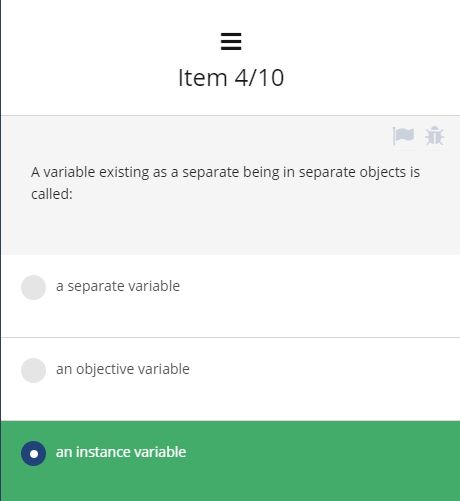 Item 4/10
A variable existing as a separate being in separate objects is
called:
a separate variable
an objective variable
an instance variable